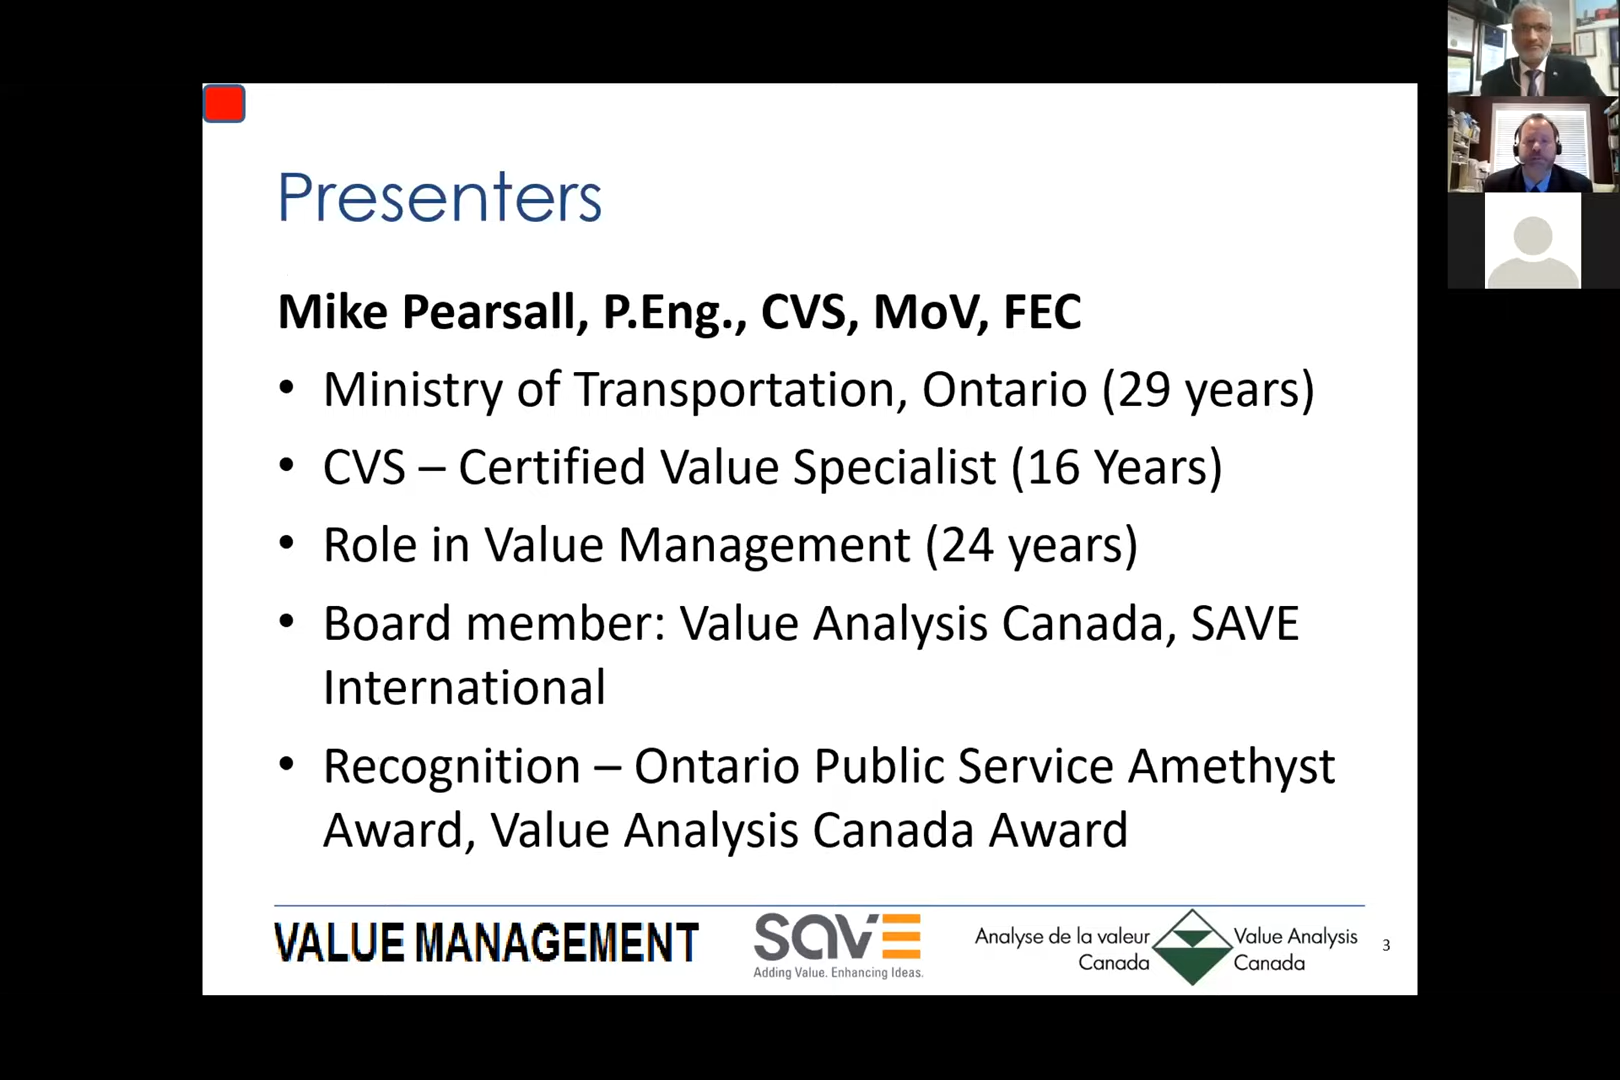 Presenters
Mike Pearsall, P.Eng., CVS, MoV, FEC
• Ministry of Transportation, Ontario (29 years)
• CVS – Certified Value Specialist (16 Years)
• Role in Value Management (24 years)
• Board member: Value Analysis Canada, SAVE
International
• Recognition – Ontario Public Service Amethyst
Award, Value Analysis Canada Award
VALUE MANAGEMENT
save
Adding Value. Enhancing Ideas.
Analyse de la valeur
Canada
Value Analysis
Canada
3